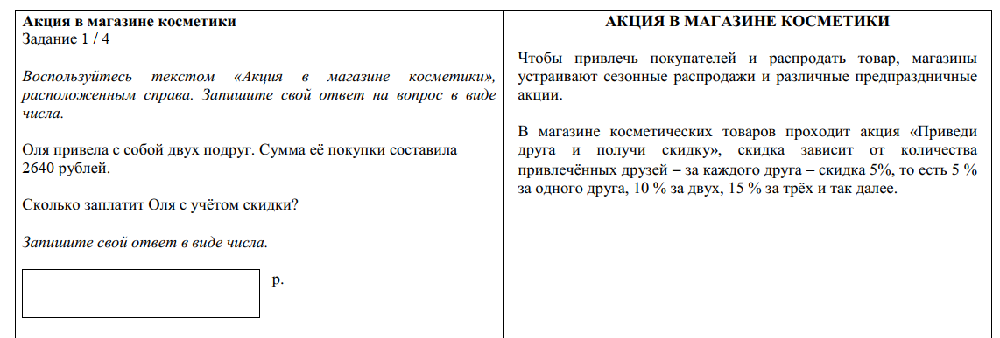 Акция в магазине косметики
Задание 1 / 4
Воспользуйтесь текстом «Акция в магазине косметики»,
расположенным справа. Запишите свой ответ на вопрос в виде
числа.
Оля привела с собой двух подруг. Сумма её покупки составила
2640 рублей.
Сколько заплатит Оля с учётом скидки?
Запишите свой ответ в виде числа.
р.
АКЦИЯ В МАГАЗИНЕ КОСМЕТИКИ
Чтобы привлечь покупателей и распродать товар, магазины
устраивают сезонные распродажи и различные предпраздничные
акции.
В магазине косметических товаров проходит акция «Приведи
друга и получи скидку», скидка зависит от количества
привлечённых друзей – за каждого друга – скидка 5%, то есть 5 %
за одного друга, 10 % за двух, 15 % за трёх и так далее.